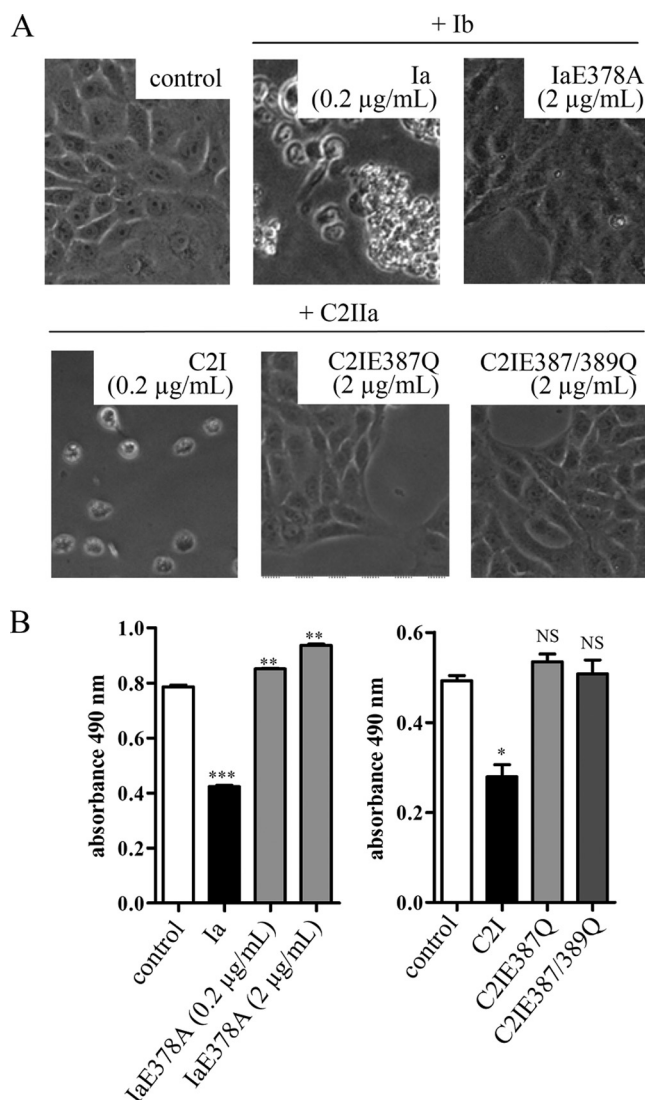 A
+ Ib
control
Ia
(0.2 µg/mL)
IaE378A
(2 µg/mL)
+ C2IIa
C2I
(0.2 µg/mL)
C2IE387Q
(2 µg/mL)
C2IE387/389Q
(2 µg/mL)
B
absorbance 490 nm
1.0
0.8
0.6
0.4
0.2
0.0
***
**
**
control
Ia
IaE378A (0.2 µg/mL)
IaE378A (2 µg/mL)
absorbance 490 nm
0.6
0.4
0.2
0.0
*
NS
NS
control
C2I
C2IE387Q
C2IE387/389Q